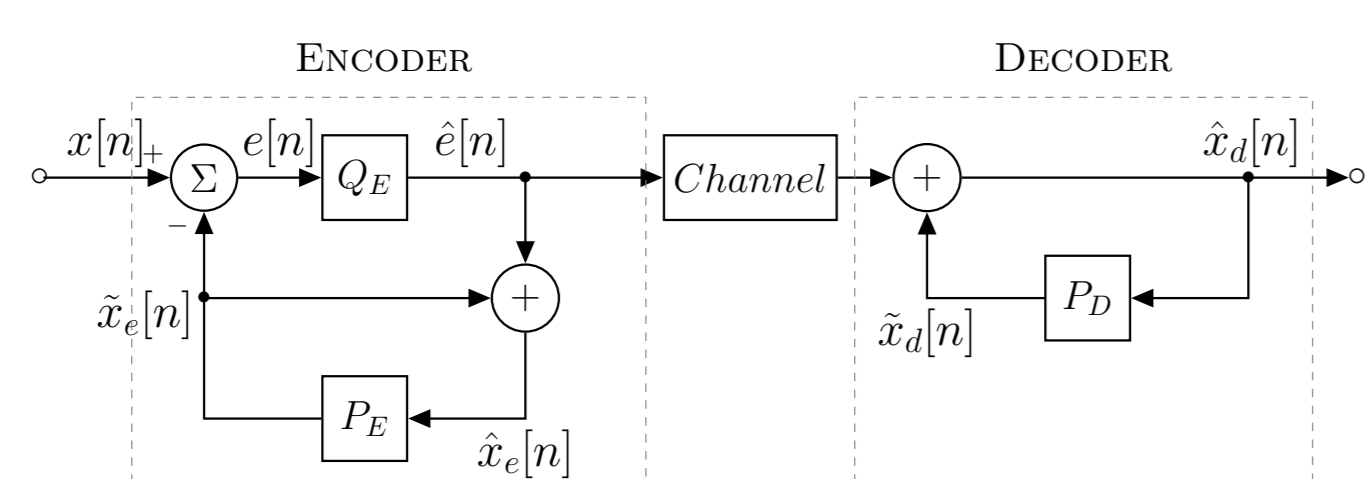 ENCODER DECODER
x[n] + Σ e[n] Q_E ê[n] Channel + x̂_d[n]
−
x̃_e[n] + P_D
x̃_d[n]
P_E
x̂_e[n]